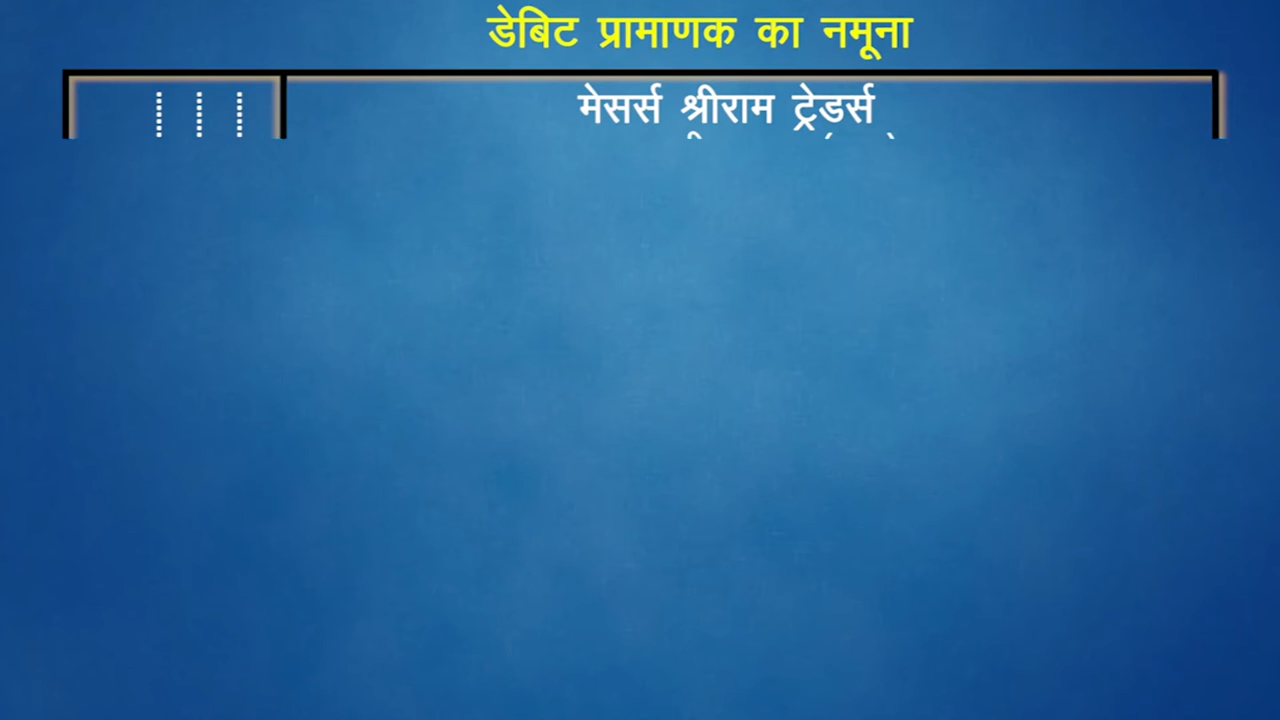 डेबिट प्रामाणक का नमूना
मेसर्स श्रीराम ट्रेडर्स